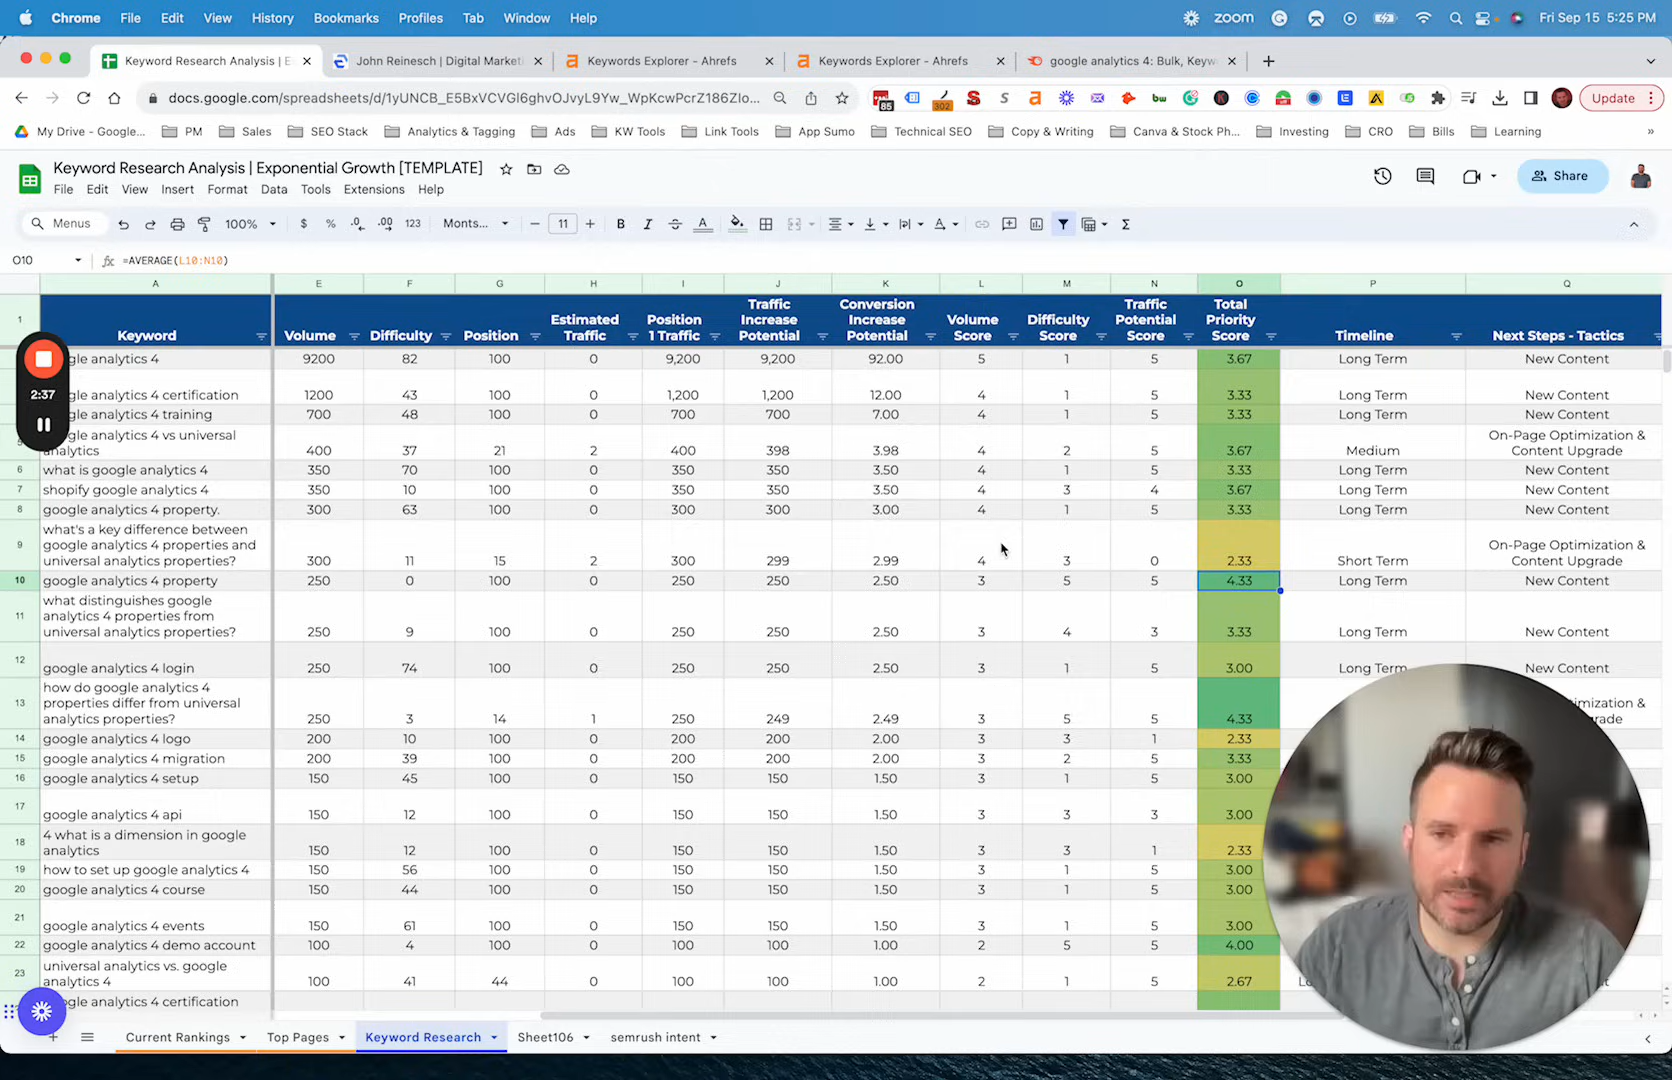 Chrome File Edit View History Bookmarks Profiles Tab Window Help
zoom Fri Sep 15 5:25 PM
Keyword Research Analysis | E
John Reinesch | Digital Market
Keywords Explorer - Ahrefs
Keywords Explorer - Ahrefs
google analytics 4: Bulk, Keyw
docs.google.com/spreadsheets/d/1yUNCB_E5BxVCVGl6ghvOJvyL9Yw_WpKcwPcrZ186Zlo...
85
302
bw
Update
My Drive - Google... PM Sales SEO Stack Analytics & Tagging Ads KW Tools Link Tools App Sumo Technical SEO Copy & Writing Canva & Stock Ph... Investing CRO Bills Learning »
Keyword Research Analysis | Exponential Growth [TEMPLATE]
File Edit View Insert Format Data Tools Extensions Help
Share
Menus 100% $ % .0 .00 123 Monts... − 11 + B I A Σ
O10 fx =AVERAGE(L10:N10)
A E F G H I J K L M N O P Q
1 Keyword Volume Difficulty Position Estimated Traffic Position 1 Traffic Traffic Increase Potential Conversion Increase Potential Volume Score Difficulty Score Traffic Potential Score Total Priority Score Timeline Next Steps - Tactics
gle analytics 4 9200 82 100 0 9,200 9,200 92.00 5 1 5 3.67 Long Term New Content
gle analytics 4 certification 1200 43 100 0 1,200 1,200 12.00 4 1 5 3.33 Long Term New Content
gle analytics 4 training 700 48 100 0 700 700 7.00 4 1 5 3.33 Long Term New Content
gle analytics 4 vs universal analytics 400 37 21 2 400 398 3.98 4 2 5 3.67 Medium On-Page Optimization & Content Upgrade
6 what is google analytics 4 350 70 100 0 350 350 3.50 4 1 5 3.33 Long Term New Content
7 shopify google analytics 4 350 10 100 0 350 350 3.50 4 3 4 3.67 Long Term New Content
8 google analytics 4 property. 300 63 100 0 300 300 3.00 4 1 5 3.33 Long Term New Content
9 what's a key difference between google analytics 4 properties and universal analytics properties? 300 11 15 2 300 299 2.99 4 3 0 2.33 Short Term On-Page Optimization & Content Upgrade
10 google analytics 4 property 250 0 100 0 250 250 2.50 3 5 5 4.33 Long Term New Content
11 what distinguishes google analytics 4 properties from universal analytics properties? 250 9 100 0 250 250 2.50 3 4 3 3.33 Long Term New Content
12 google analytics 4 login 250 74 100 0 250 250 2.50 3 1 5 3.00 Long Term New Content
13 how do google analytics 4 properties differ from universal analytics properties? 250 3 14 1 250 249 2.49 3 5 5 4.33 imization & rade
14 google analytics 4 logo 200 10 100 0 200 200 2.00 3 3 1 2.33
15 google analytics 4 migration 200 39 100 0 200 200 2.00 3 2 5 3.33
16 google analytics 4 setup 150 45 100 0 150 150 1.50 3 1 5 3.00
17 google analytics 4 api 150 12 100 0 150 150 1.50 3 3 3 3.00
18 4 what is a dimension in google analytics 150 12 100 0 150 150 1.50 3 3 1 2.33
19 how to set up google analytics 4 150 56 100 0 150 150 1.50 3 1 5 3.00
20 google analytics 4 course 150 44 100 0 150 150 1.50 3 1 5 3.00
21 google analytics 4 events 150 61 100 0 150 150 1.50 3 1 5 3.00
22 google analytics 4 demo account 100 4 100 0 100 100 1.00 2 5 5 4.00
23 universal analytics vs. google analytics 4 100 41 44 0 100 100 1.00 2 1 5 2.67 Lo
gle analytics 4 certification
2:37
Current Rankings Top Pages Keyword Research Sheet106 semrush intent